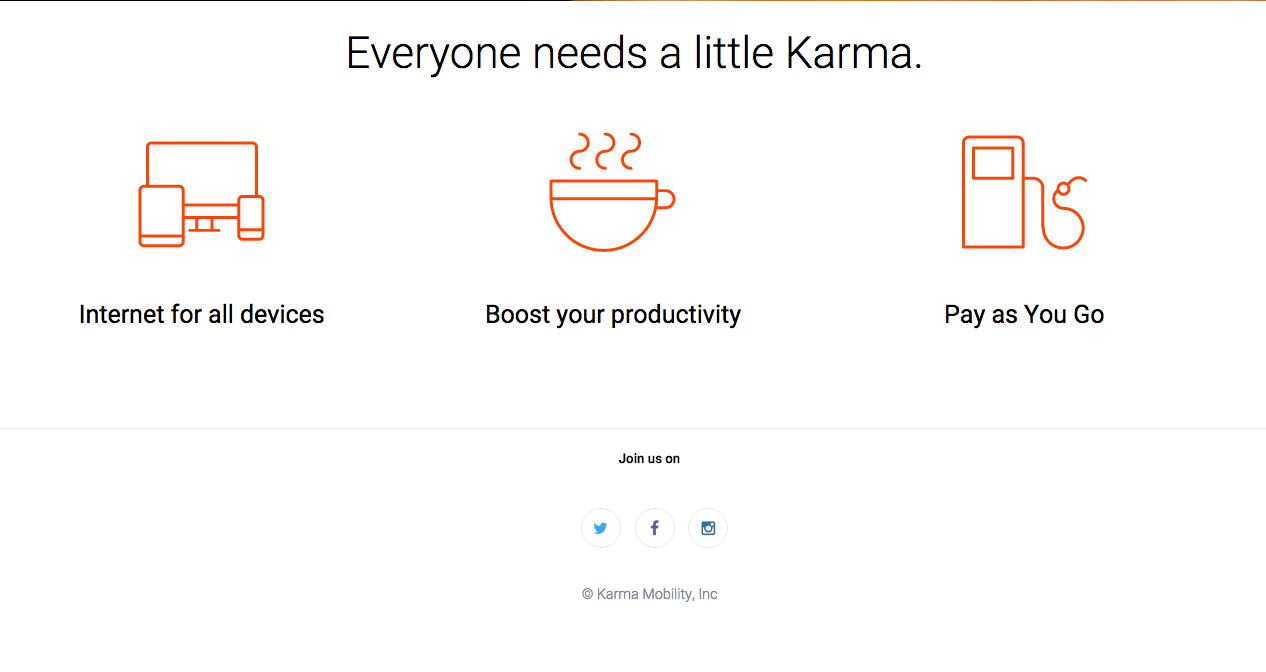 Everyone needs a little Karma.
Internet for all devices
Boost your productivity
Pay as You Go
Join us on
© Karma Mobility, Inc